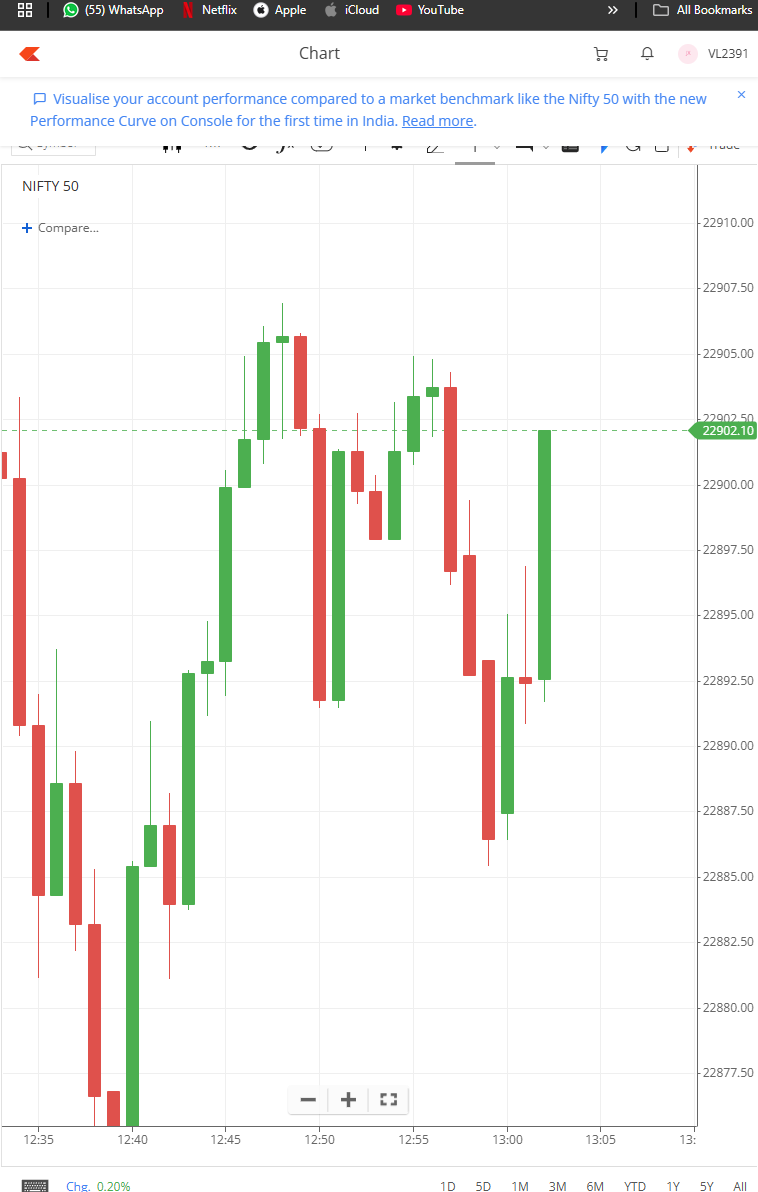 (55) WhatsApp Netflix Apple iCloud YouTube » All Bookmarks
Chart VL2391
Visualise your account performance compared to a market benchmark like the Nifty 50 with the new
Performance Curve on Console for the first time in India. Read more.
NIFTY 50
+ Compare...
22910.00
22907.50
22905.00
22902.50
22902.10
22900.00
22897.50
22895.00
22892.50
22890.00
22887.50
22885.00
22882.50
22880.00
22877.50
12:35 12:40 12:45 12:50 12:55 13:00 13:05 13:
Chg. 0.20% 1D 5D 1M 3M 6M YTD 1Y 5Y All